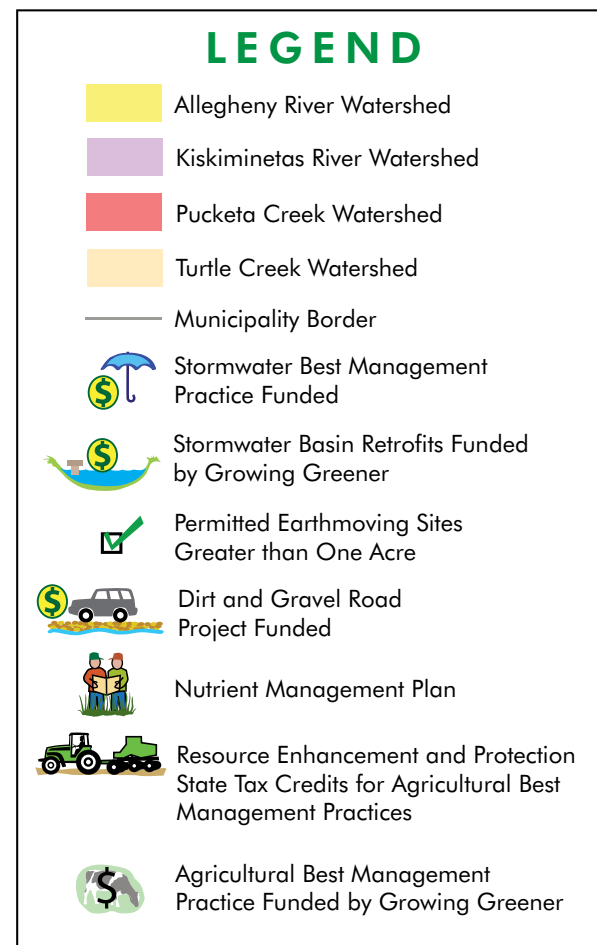 LEGEND
Allegheny River Watershed
Kiskiminetas River Watershed
Pucketa Creek Watershed
Turtle Creek Watershed
Municipality Border
$
Stormwater Best Management
Practice Funded
$
Stormwater Basin Retrofits Funded
by Growing Greener
Permitted Earthmoving Sites
Greater than One Acre
$
Dirt and Gravel Road
Project Funded
Nutrient Management Plan
Resource Enhancement and Protection
State Tax Credits for Agricultural Best
Management Practices
$
Agricultural Best Management
Practice Funded by Growing Greener